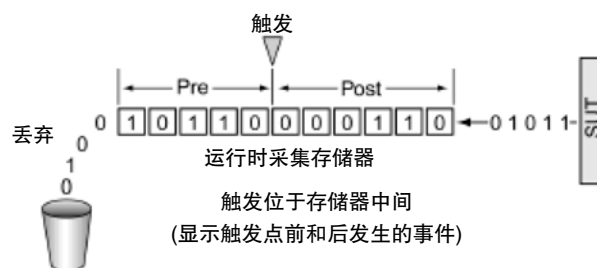 触发
Pre Post
丢弃 0 1 0 1 1 0 0 0 0 1 1 0 0 1 0 1 1 SUT
0
1
0
运行时采集存储器
触发位于存储器中间
(显示触发点前和后发生的事件)